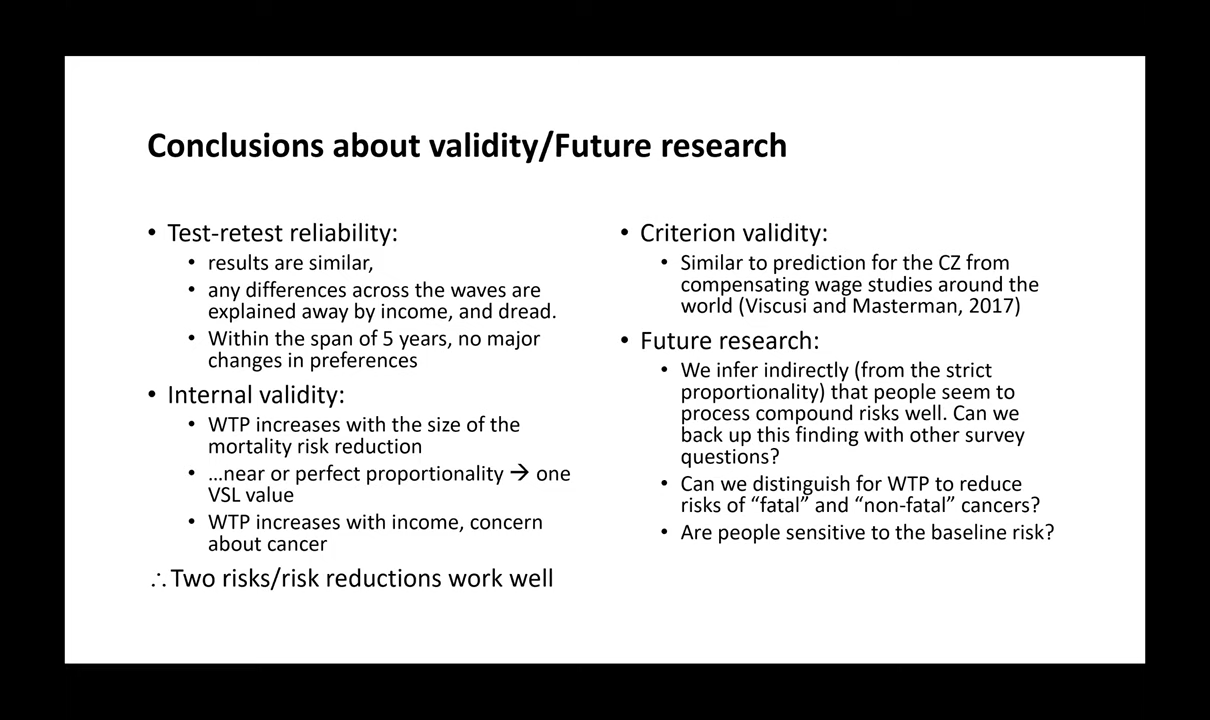 Conclusions about validity/Future research
• Test-retest reliability:
• results are similar,
• any differences across the waves are
explained away by income, and dread.
• Within the span of 5 years, no major
changes in preferences
• Internal validity:
• WTP increases with the size of the
mortality risk reduction
• …near or perfect proportionality → one
VSL value
• WTP increases with income, concern
about cancer
∴Two risks/risk reductions work well
• Criterion validity:
• Similar to prediction for the CZ from
compensating wage studies around the
world (Viscusi and Masterman, 2017)
• Future research:
• We infer indirectly (from the strict
proportionality) that people seem to
process compound risks well. Can we
back up this finding with other survey
questions?
• Can we distinguish for WTP to reduce
risks of “fatal” and “non-fatal” cancers?
• Are people sensitive to the baseline risk?